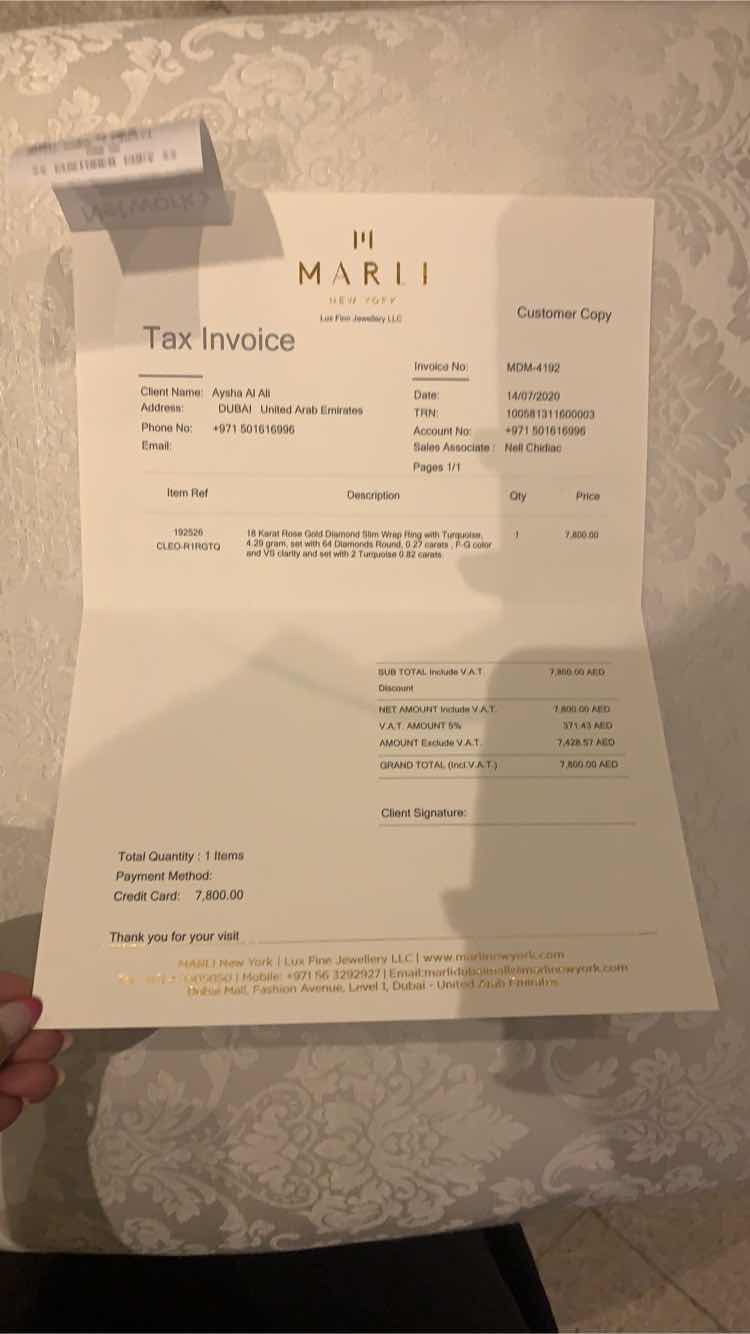 MARLI
NEW YORK
Lux Fine Jewellery LLC
Customer Copy
Tax Invoice
Invoice No: MDM-4192
Client Name: Aysha Al Ali
Date: 14/07/2020
Address: DUBAI United Arab Emirates
TRN: 100581311600003
Phone No: +971 501616996
Account No: +971 501616996
Email:
Sales Associate : Nell Chidiac
Pages 1/1
Item Ref Description Qty Price
192526 18 Karat Rose Gold Diamond Slim Wrap Ring with Turquoise, 1 7,800.00
CLEO-R1RGTQ 4.29 gram, set with 64 Diamonds Round, 0.27 carats , F-G color
and VS clarity and set with 2 Turquoise 0.82 carats.
SUB TOTAL Include V.A.T. 7,800.00 AED
Discount
NET AMOUNT Include V.A.T. 7,800.00 AED
V.A.T. AMOUNT 5% 371.43 AED
AMOUNT Exclude V.A.T. 7,428.57 AED
GRAND TOTAL (Incl.V.A.T.) 7,800.00 AED
Client Signature:
Total Quantity : 1 Items
Payment Method:
Credit Card: 7,800.00
Thank you for your visit
MARLI New York | Lux Fine Jewellery LLC | www.marlinewyork.com
| Mobile: +971 56 3292927 | Email:marlidubaimall@marlinewyork.com
Dubai Mall, Fashion Avenue, Level 1, Dubai - United Arab Emirates